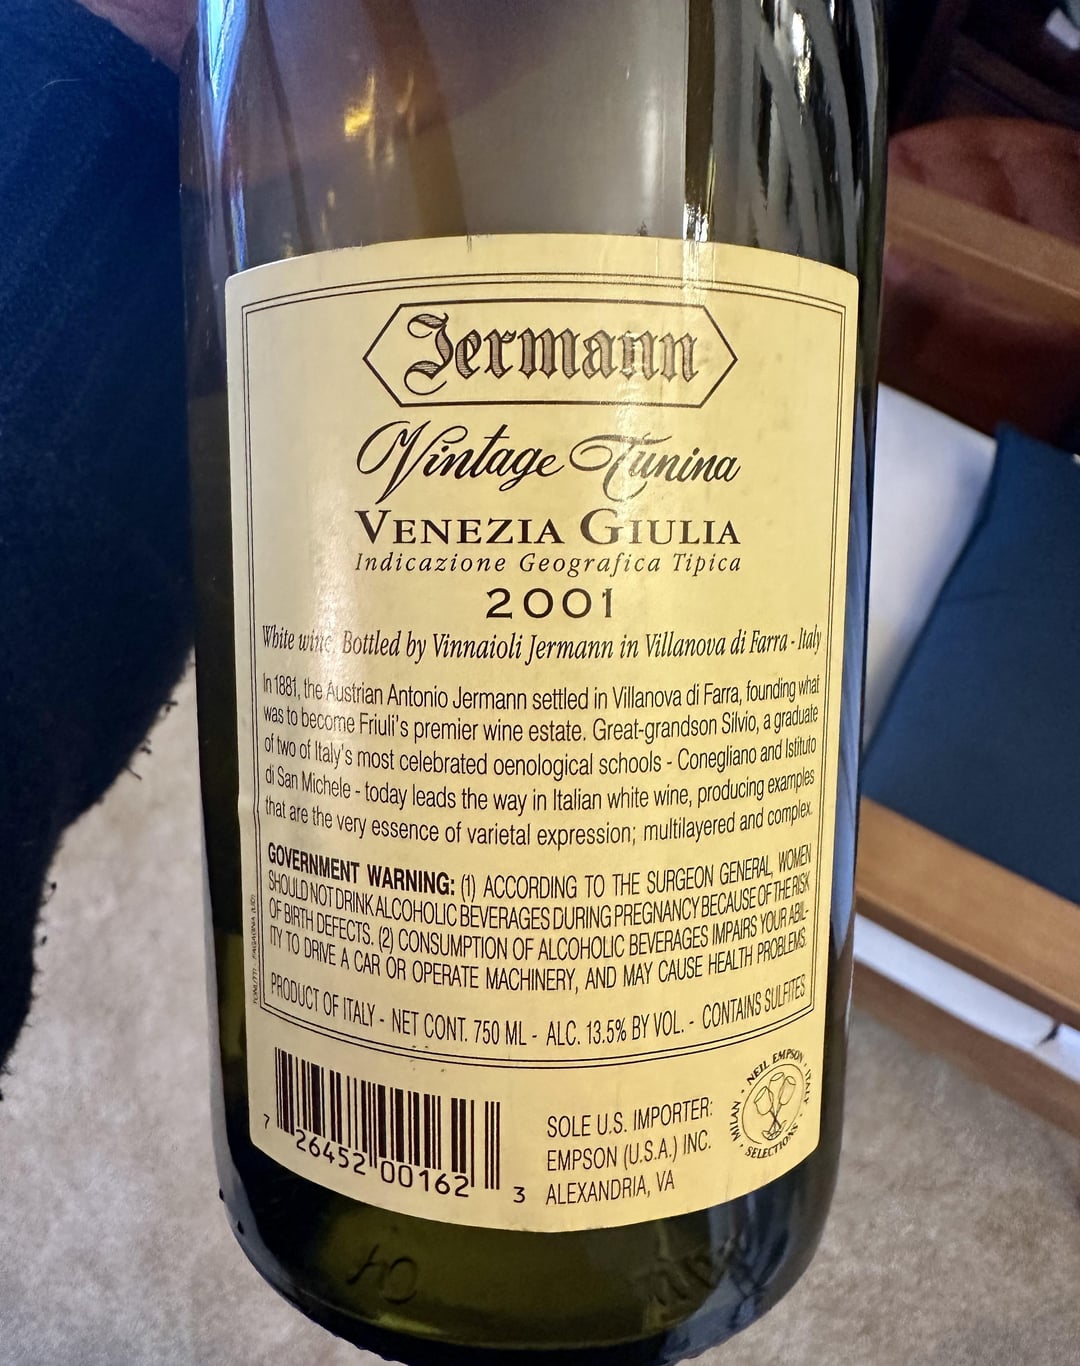 Jermann
Vintage Tunina
VENEZIA GIULIA
Indicazione Geografica Tipica
2001
White wine, Bottled by Vinnaioli Jermann in Villanova di Farra - Italy
In 1881, the Austrian Antonio Jermann settled in Villanova di Farra, founding what
was to become Friuli's premier wine estate. Great-grandson Silvio, a graduate
of two of Italy's most celebrated oenological schools - Conegliano and Istituto
di San Michele - today leads the way in Italian white wine, producing examples
that are the very essence of varietal expression; multilayered and complex.
GOVERNMENT WARNING: (1) ACCORDING TO THE SURGEON GENERAL, WOMEN
SHOULD NOT DRINK ALCOHOLIC BEVERAGES DURING PREGNANCY BECAUSE OF THE RISK
OF BIRTH DEFECTS. (2) CONSUMPTION OF ALCOHOLIC BEVERAGES IMPAIRS YOUR ABIL-
ITY TO DRIVE A CAR OR OPERATE MACHINERY, AND MAY CAUSE HEALTH PROBLEMS.
PRODUCT OF ITALY - NET CONT. 750 ML - ALC. 13.5% BY VOL. - CONTAINS SULFITES
7 26452 00162 3
SOLE U.S. IMPORTER:
EMPSON (U.S.A.) INC.
ALEXANDRIA, VA
NEIL EMPSON
MILAN · ITALY
SELECTIONS